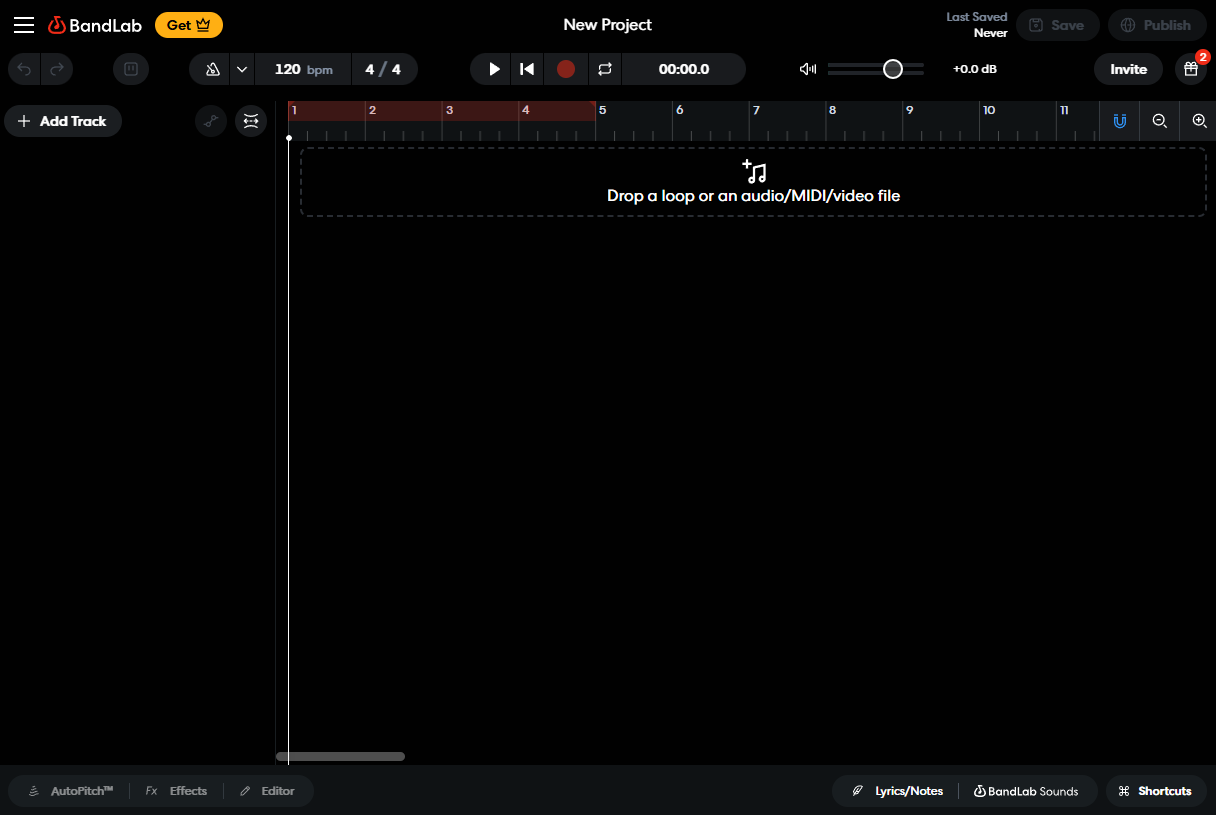 BandLab
Get
New Project
Last Saved
Never
Save
Publish
120 bpm
4 / 4
00:00.0
+0.0 dB
Invite
2
Add Track
1 2 3 4 5 6 7 8 9 10 11
Drop a loop or an audio/MIDI/video file
AutoPitch™
Fx Effects
Editor
Lyrics/Notes
BandLab Sounds
⌘ Shortcuts